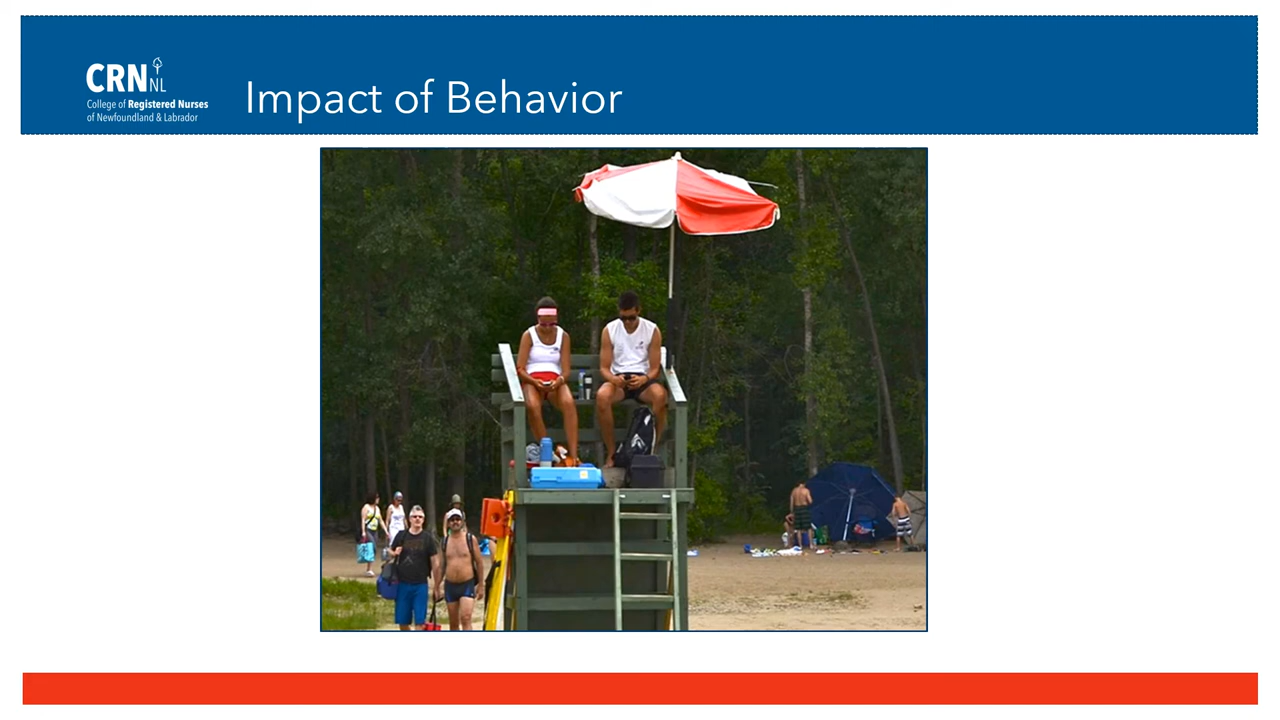 CRN NL
College of Registered Nurses
of Newfoundland & Labrador
Impact of Behavior